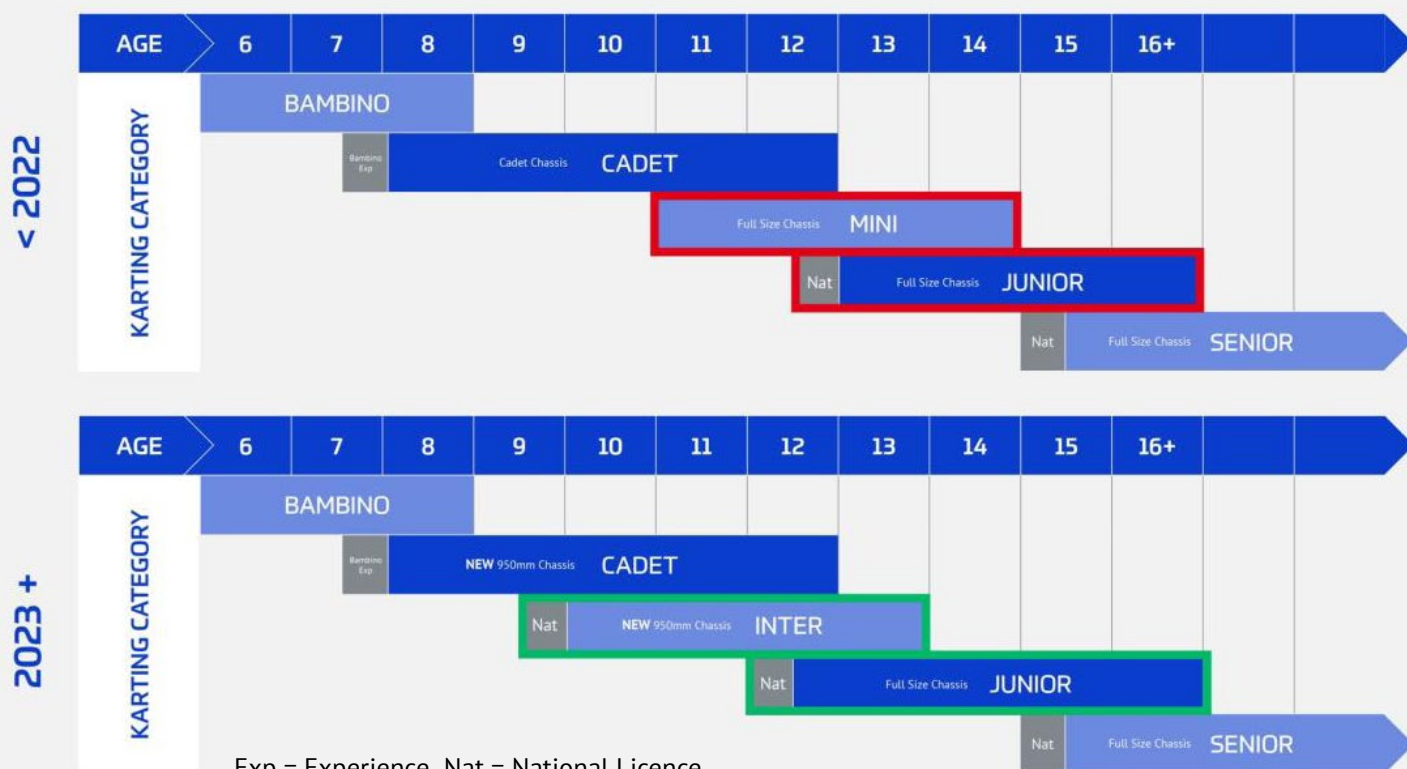 AGE 6 7 8 9 10 11 12 13 14 15 16+
< 2022
KARTING CATEGORY
BAMBINO
Bambino
Exp
Cadet Chassis CADET
Full Size Chassis MINI
Nat Full Size Chassis JUNIOR
Nat Full Size Chassis SENIOR
AGE 6 7 8 9 10 11 12 13 14 15 16+
2023 +
KARTING CATEGORY
BAMBINO
Bambino
Exp
NEW 950mm Chassis CADET
Nat NEW 950mm Chassis INTER
Nat Full Size Chassis JUNIOR
Nat Full Size Chassis SENIOR
Exp = Experience, Nat = National Licence